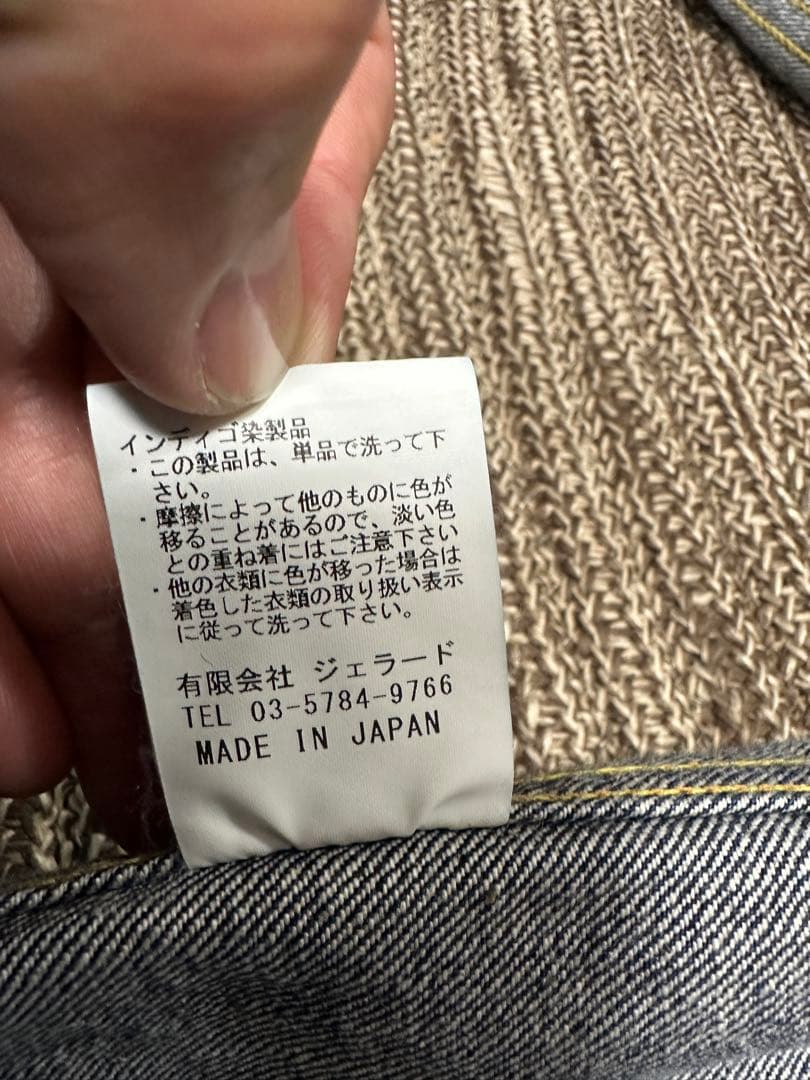 インディゴ染製品
・この製品は、単品で洗って下
さい。
・摩擦によって他のものに色が
移ることがあるので、淡い色
との重ね着にはご注意下さい
・他の衣類に色が移った場合は
着色した衣類の取り扱い表示
に従って洗って下さい。
有限会社 ジェラード
TEL 03-5784-9766
MADE IN JAPAN